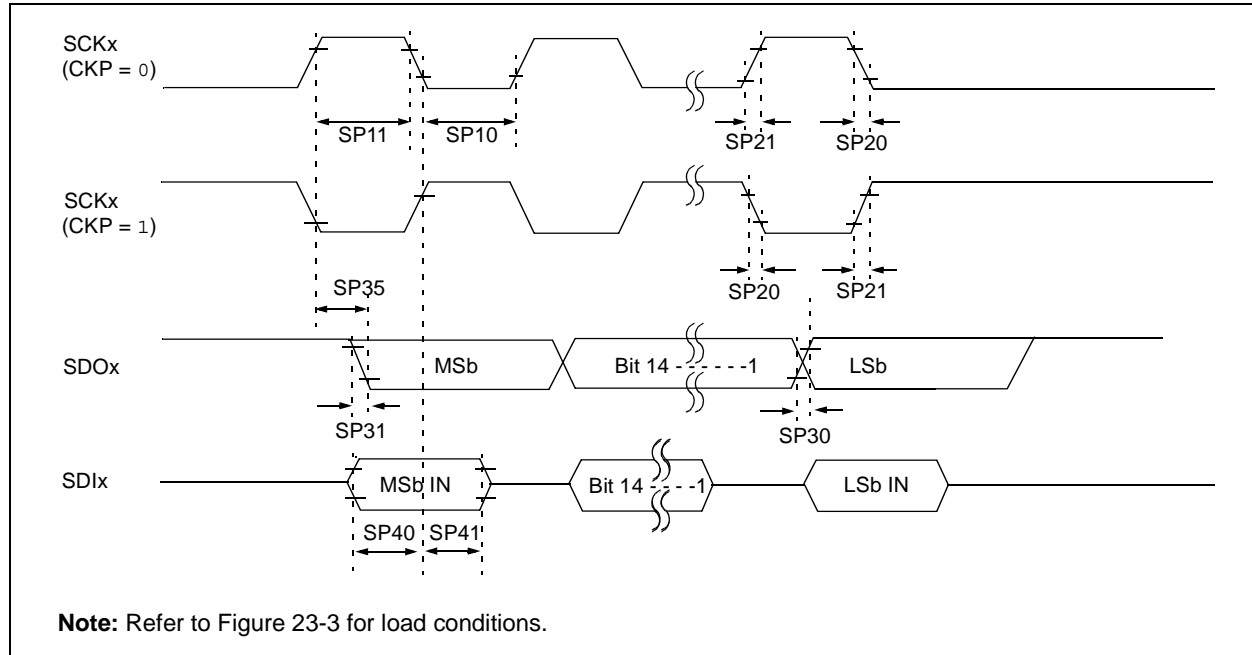 SCKx
(CKP = 0)
SP11
SP10
SP21
SP20
SCKx
(CKP = 1)
SP35
SP20
SP21
SDOx
MSb
Bit 14 - - - - - -1
LSb
SP31
SP30
SDIx
MSb IN
Bit 14 - - - -1
LSb IN
SP40
SP41
Note: Refer to Figure 23-3 for load conditions.